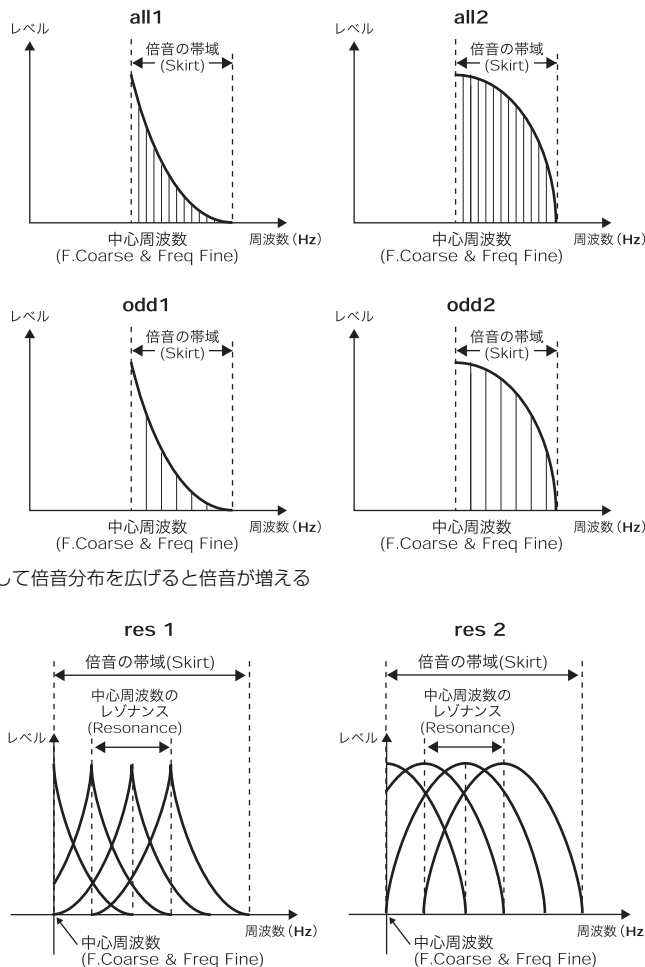 all1
レベル
倍音の帯域
(Skirt)
中心周波数
(F.Coarse & Freq Fine)
周波数(Hz)
all2
レベル
倍音の帯域
(Skirt)
中心周波数
(F.Coarse & Freq Fine)
周波数(Hz)
odd1
レベル
倍音の帯域
(Skirt)
中心周波数
(F.Coarse & Freq Fine)
周波数(Hz)
odd2
レベル
倍音の帯域
(Skirt)
中心周波数
(F.Coarse & Freq Fine)
周波数(Hz)
して倍音分布を広げると倍音が増える
res 1
倍音の帯域(Skirt)
中心周波数の
レゾナンス
(Resonance)
レベル
周波数(Hz)
中心周波数
(F.Coarse & Freq Fine)
res 2
倍音の帯域(Skirt)
中心周波数の
レゾナンス
(Resonance)
レベル
周波数(Hz)
中心周波数
(F.Coarse & Freq Fine)